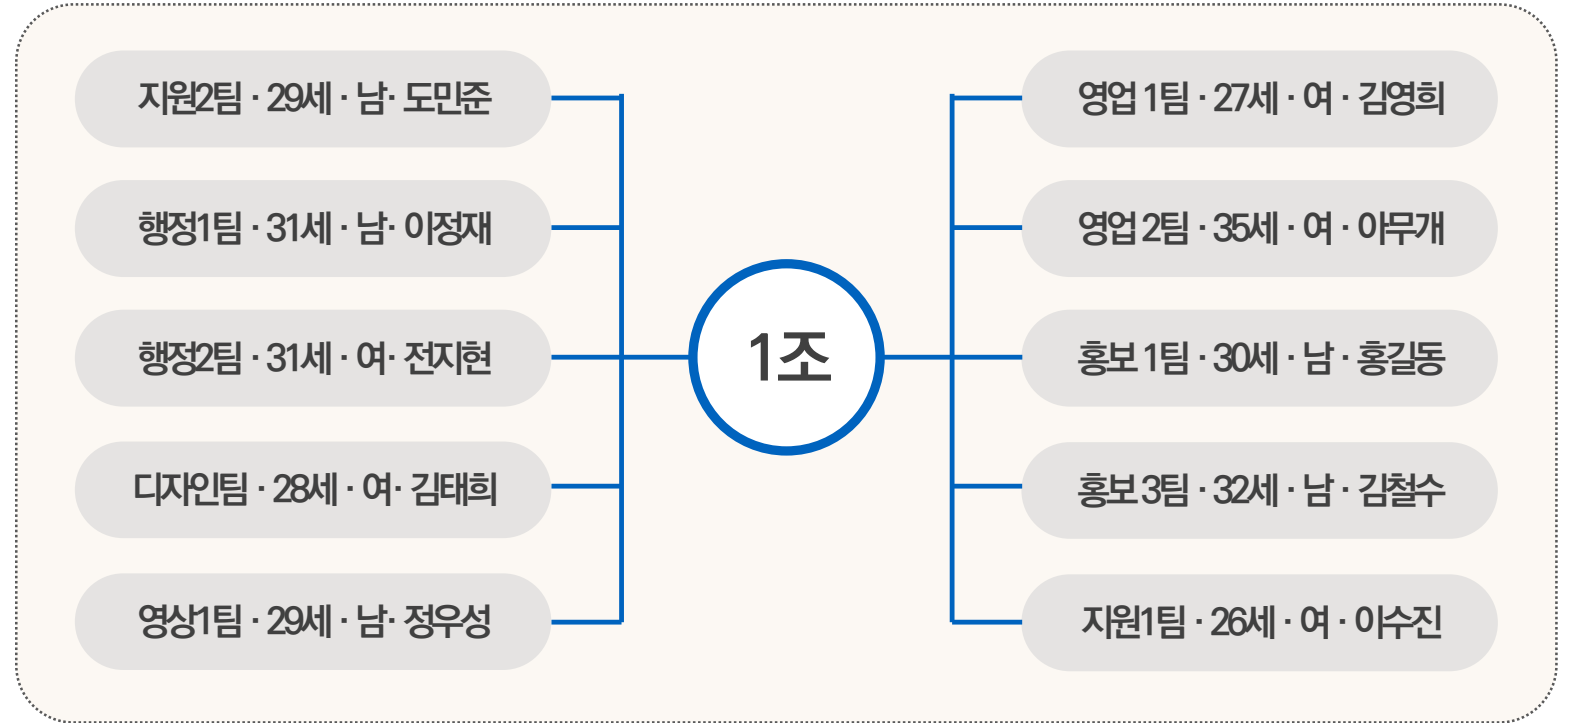 지원2팀 · 29세 · 남· 도민준
행정1팀 · 31세 · 남· 이정재
행정2팀 · 31세 · 여· 전지현
디자인팀 · 28세 · 여· 김태희
영상1팀 · 29세 · 남· 정우성
1조
영업 1팀 · 27세 · 여 · 김영희
영업 2팀 · 35세 · 여 · 아무개
홍보 1팀 · 30세 · 남 · 홍길동
홍보 3팀 · 32세 · 남 · 김철수
지원1팀 · 26세 · 여 · 이수진